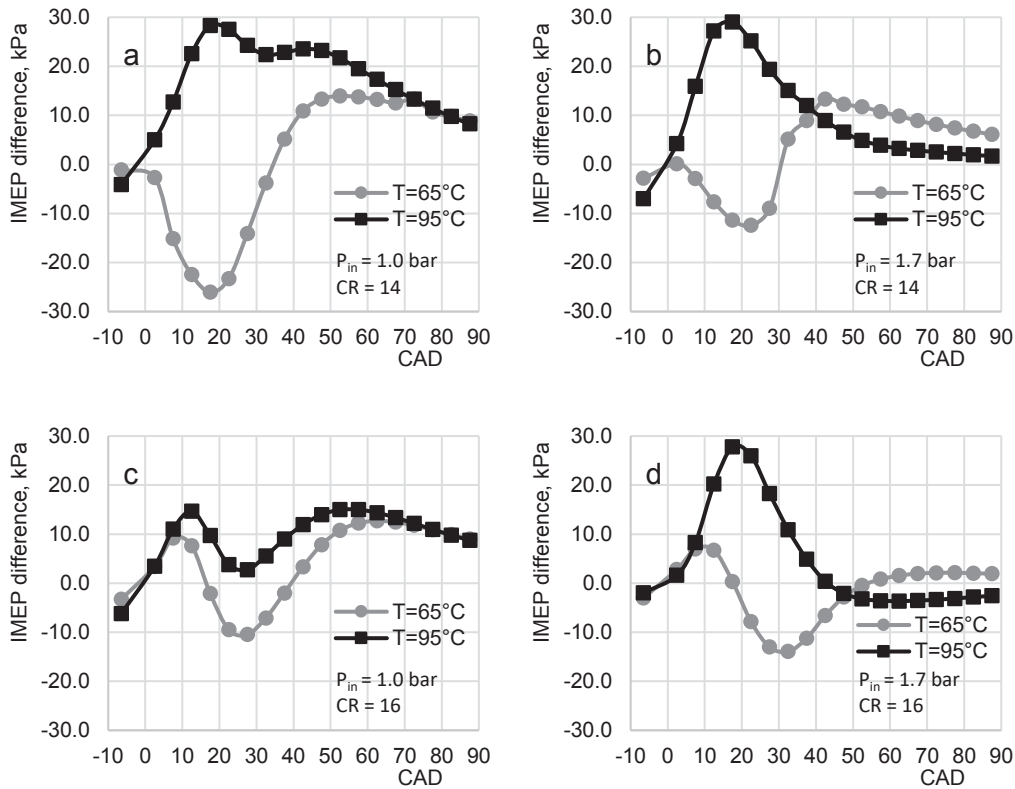 IMEP difference, kPa
30.0
20.0
10.0
0.0
-10.0
-20.0
-30.0
a
T=65°C
T=95°C
Pin = 1.0 bar
CR = 14
-10 0 10 20 30 40 50 60 70 80 90
CAD
IMEP difference, kPa
30.0
20.0
10.0
0.0
-10.0
-20.0
-30.0
b
T=65°C
T=95°C
Pin = 1.7 bar
CR = 14
-10 0 10 20 30 40 50 60 70 80 90
CAD
IMEP difference, kPa
30.0
20.0
10.0
0.0
-10.0
-20.0
-30.0
c
T=65°C
T=95°C
Pin = 1.0 bar
CR = 16
-10 0 10 20 30 40 50 60 70 80 90
CAD
IMEP difference, kPa
30.0
20.0
10.0
0.0
-10.0
-20.0
-30.0
d
T=65°C
T=95°C
Pin = 1.7 bar
CR = 16
-10 0 10 20 30 40 50 60 70 80 90
CAD